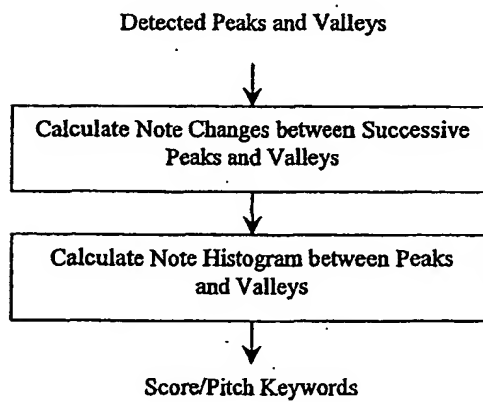 Detected Peaks and Valleys
Calculate Note Changes between Successive
Peaks and Valleys
Calculate Note Histogram between Peaks
and Valleys
Score/Pitch Keywords